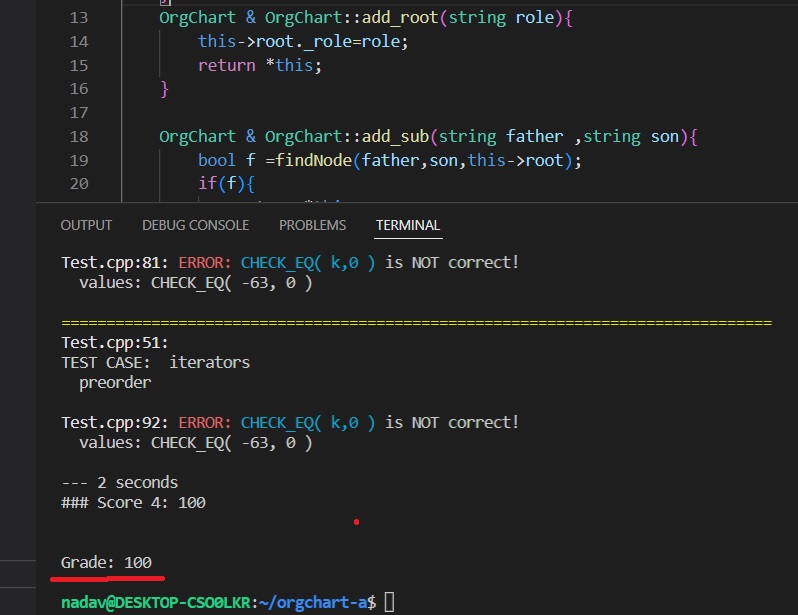 13 OrgChart & OrgChart::add_root(string role){
14 this->root._role=role;
15 return *this;
16 }
17
18 OrgChart & OrgChart::add_sub(string father ,string son){
19 bool f =findNode(father,son,this->root);
20 if(f){
OUTPUT DEBUG CONSOLE PROBLEMS TERMINAL
Test.cpp:81: ERROR: CHECK_EQ( k,0 ) is NOT correct!
values: CHECK_EQ( -63, 0 )
===============================================================================
Test.cpp:51:
TEST CASE:  iterators
preorder
Test.cpp:92: ERROR: CHECK_EQ( k,0 ) is NOT correct!
values: CHECK_EQ( -63, 0 )
--- 2 seconds
### Score 4: 100
Grade: 100
nadav@DESKTOP-CSO0LKR:~/orgchart-a$